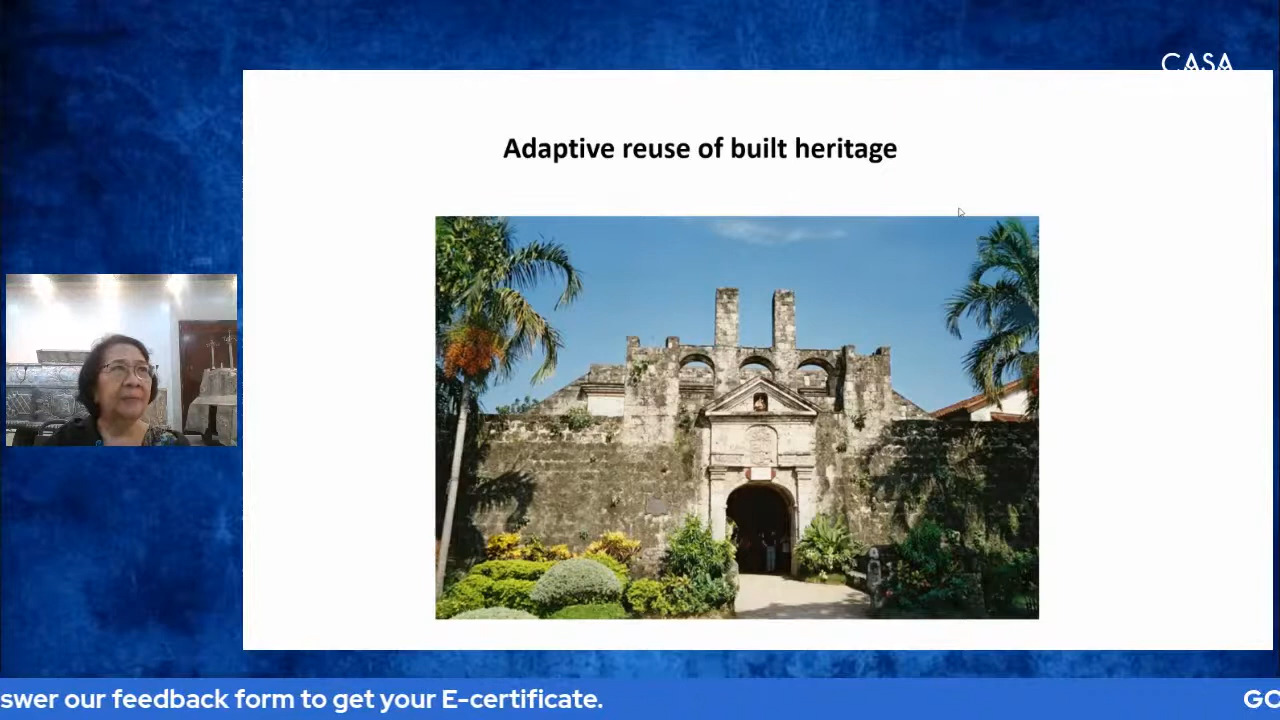 CASA
Adaptive reuse of built heritage
swer our feedback form to get your E-certificate.
GO